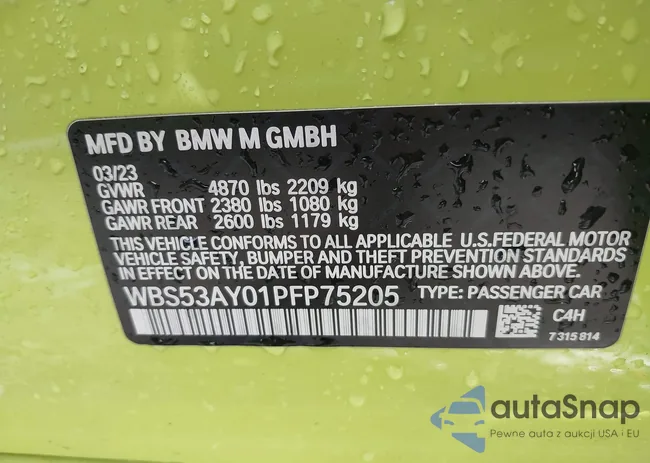 MFD BY BMW M GMBH
03/23
GVWR 4870 lbs 2209 kg
GAWR FRONT 2380 lbs 1080 kg
GAWR REAR 2600 lbs 1179 kg
THIS VEHICLE CONFORMS TO ALL APPLICABLE U.S.FEDERAL MOTOR
VEHICLE SAFETY, BUMPER AND THEFT PREVENTION STANDARDS
IN EFFECT ON THE DATE OF MANUFACTURE SHOWN ABOVE.
WBS53AY01PFP75205 TYPE: PASSENGER CAR
C4H
7315814
autaSnap
Pewne auta z aukcji USA i EU